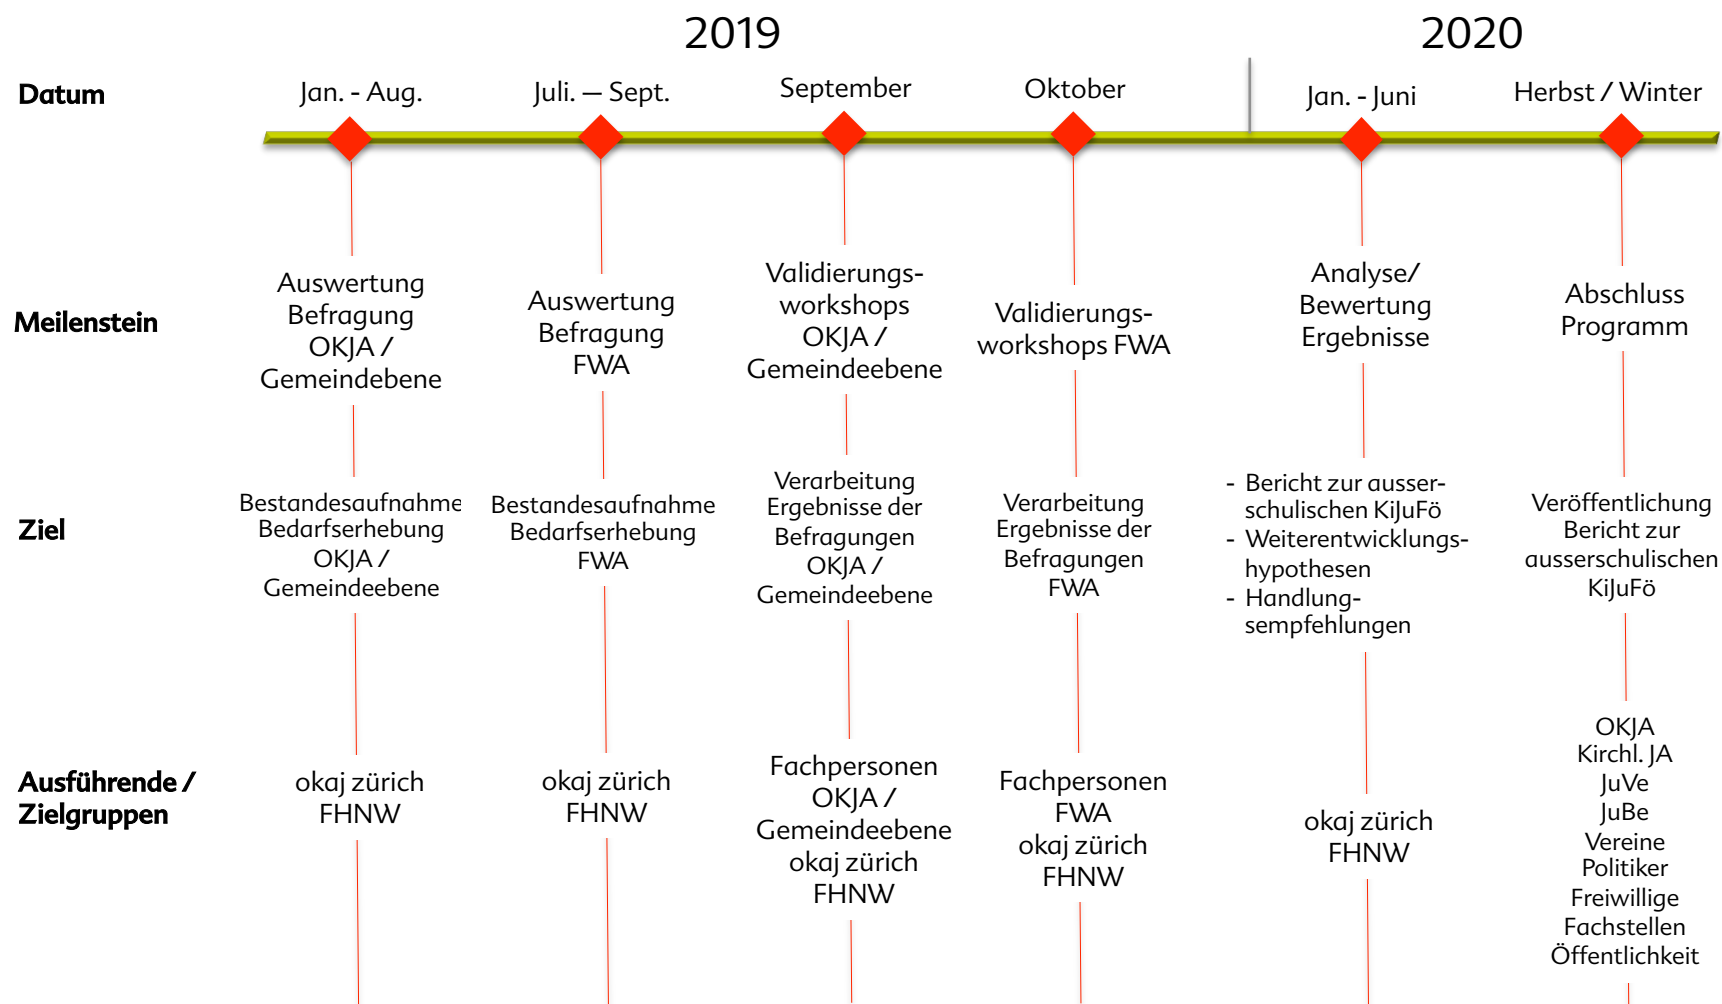 2019
2020
Datum
Jan. - Aug.
Juli. – Sept.
September
Oktober
Jan. - Juni
Herbst / Winter
Meilenstein
Auswertung
Befragung
OKJA /
Gemeindebene
Auswertung
Befragung
FWA
Validierungs-
workshops
OKJA /
Gemeindeebene
Validierungs-
workshops FWA
Analyse/
Bewertung
Ergebnisse
Abschluss
Programm
Ziel
Bestandesaufnahme
Bedarfserhebung
OKJA /
Gemeindeebene
Bestandesaufnahme
Bedarfserhebung
FWA
Verarbeitung
Ergebnisse der
Befragungen
OKJA /
Gemeindeebene
Verarbeitung
Ergebnisse der
Befragungen
FWA
- Bericht zur ausser-
schulischen KiJuFö
- Weiterentwicklungs-
hypothesen
- Handlung-
sempfehlungen
Veröffentlichung
Bericht zur
ausserschulischen
KiJuFö
Ausführende /
Zielgruppen
okaj zürich
FHNW
okaj zürich
FHNW
Fachpersonen
OKJA /
Gemeindeebene
okaj zürich
FHNW
Fachpersonen
FWA
okaj zürich
FHNW
okaj zürich
FHNW
OKJA
Kirchl. JA
JuVe
JuBe
Vereine
Politiker
Freiwillige
Fachstellen
Öffentlichkeit